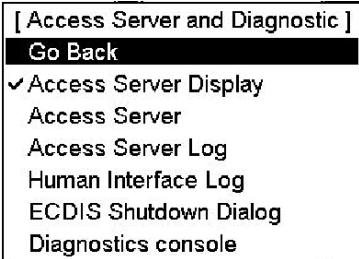 [ Access Server and Diagnostic ]
Go Back
✓Access Server Display
Access Server
Access Server Log
Human Interface Log
ECDIS Shutdown Dialog
Diagnostics console